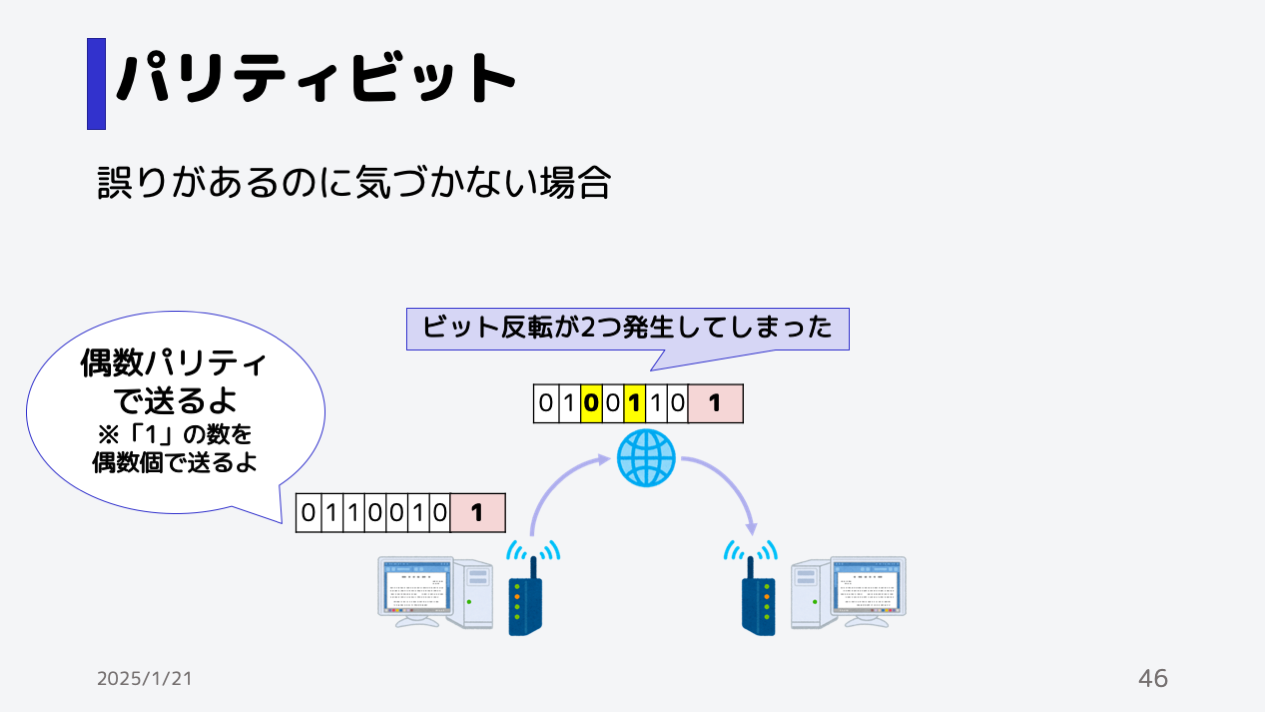 パリティビット
誤りがあるのに気づかない場合
ビット反転が2つ発生してしまった
偶数パリティ
で送るよ
※「1」の数を
偶数個で送るよ
0 1 0 0 1 1 0 1
0 1 1 0 0 1 0 1
2025/1/21
46